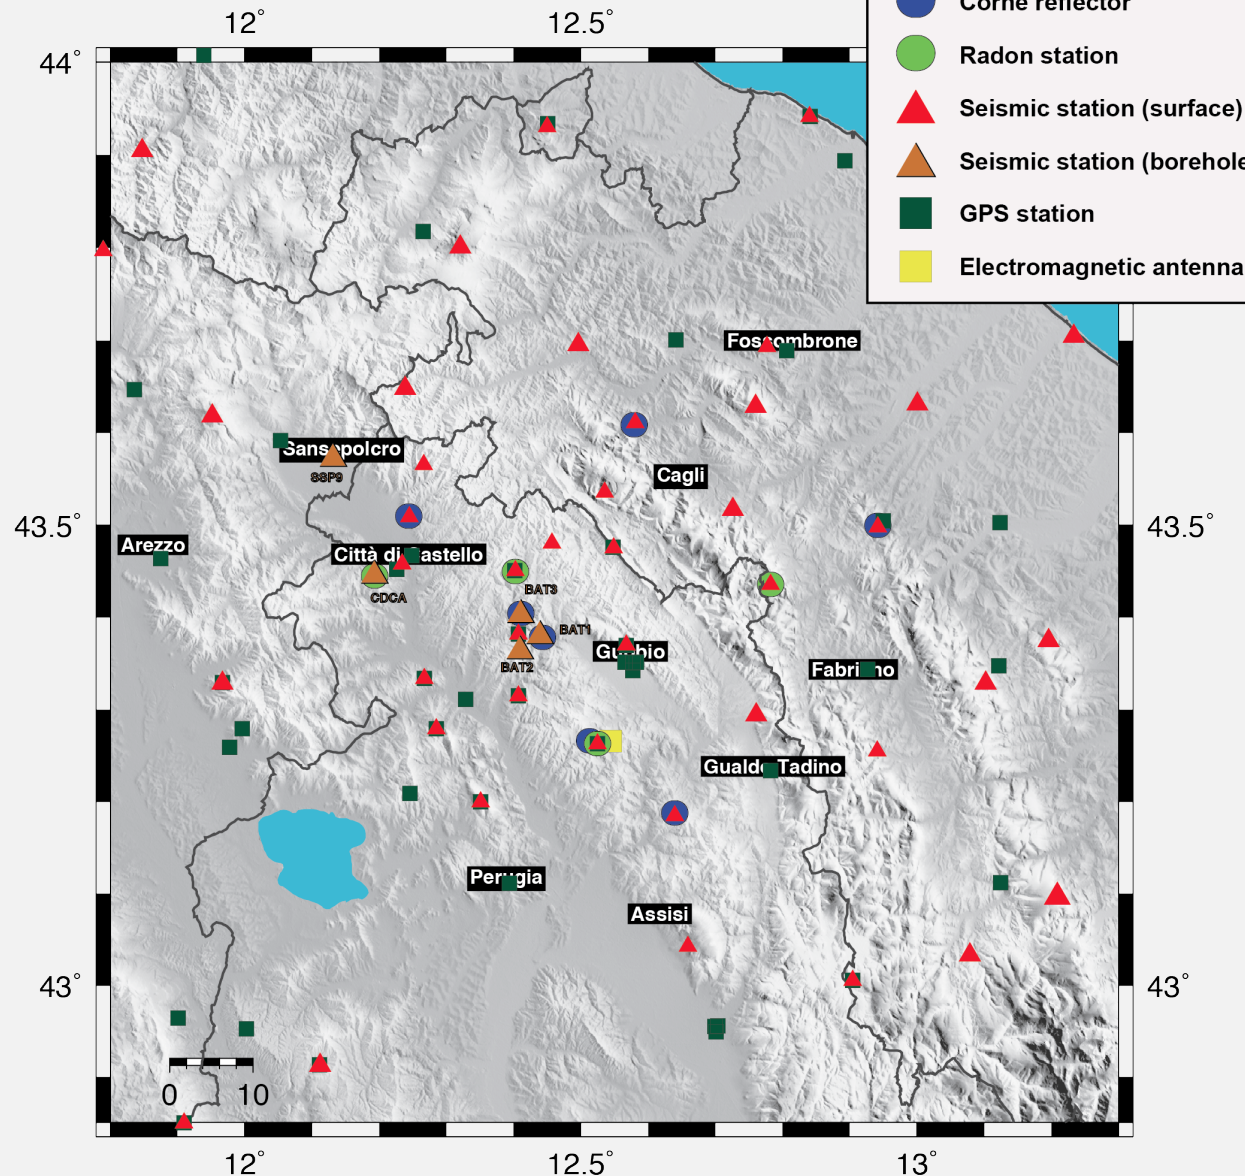 Corne reflector
12° 12.5°
44°
Radon station
Seismic station (surface)
Seismic station (borehole
GPS station
Electromagnetic antenna
Fossombrone
Sansepolcro
SSP9
Cagli
43.5° 43.5°
Arezzo
Città di Castello
CDCA
BAT3
BAT1
BAT2
Gubbio
Fabriano
Gualdo Tadino
Perugia
Assisi
43° 43°
0 10
12° 12.5° 13°